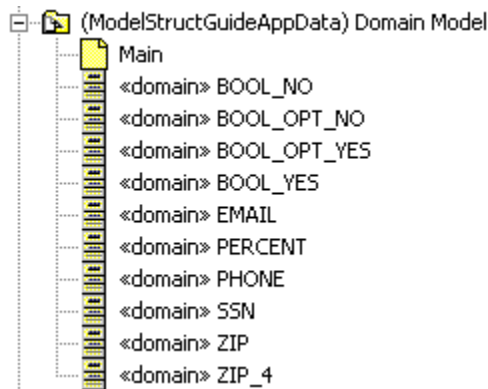 (ModelStructGuideAppData) Domain Model
Main
«domain» BOOL_NO
«domain» BOOL_OPT_NO
«domain» BOOL_OPT_YES
«domain» BOOL_YES
«domain» EMAIL
«domain» PERCENT
«domain» PHONE
«domain» SSN
«domain» ZIP
«domain» ZIP_4